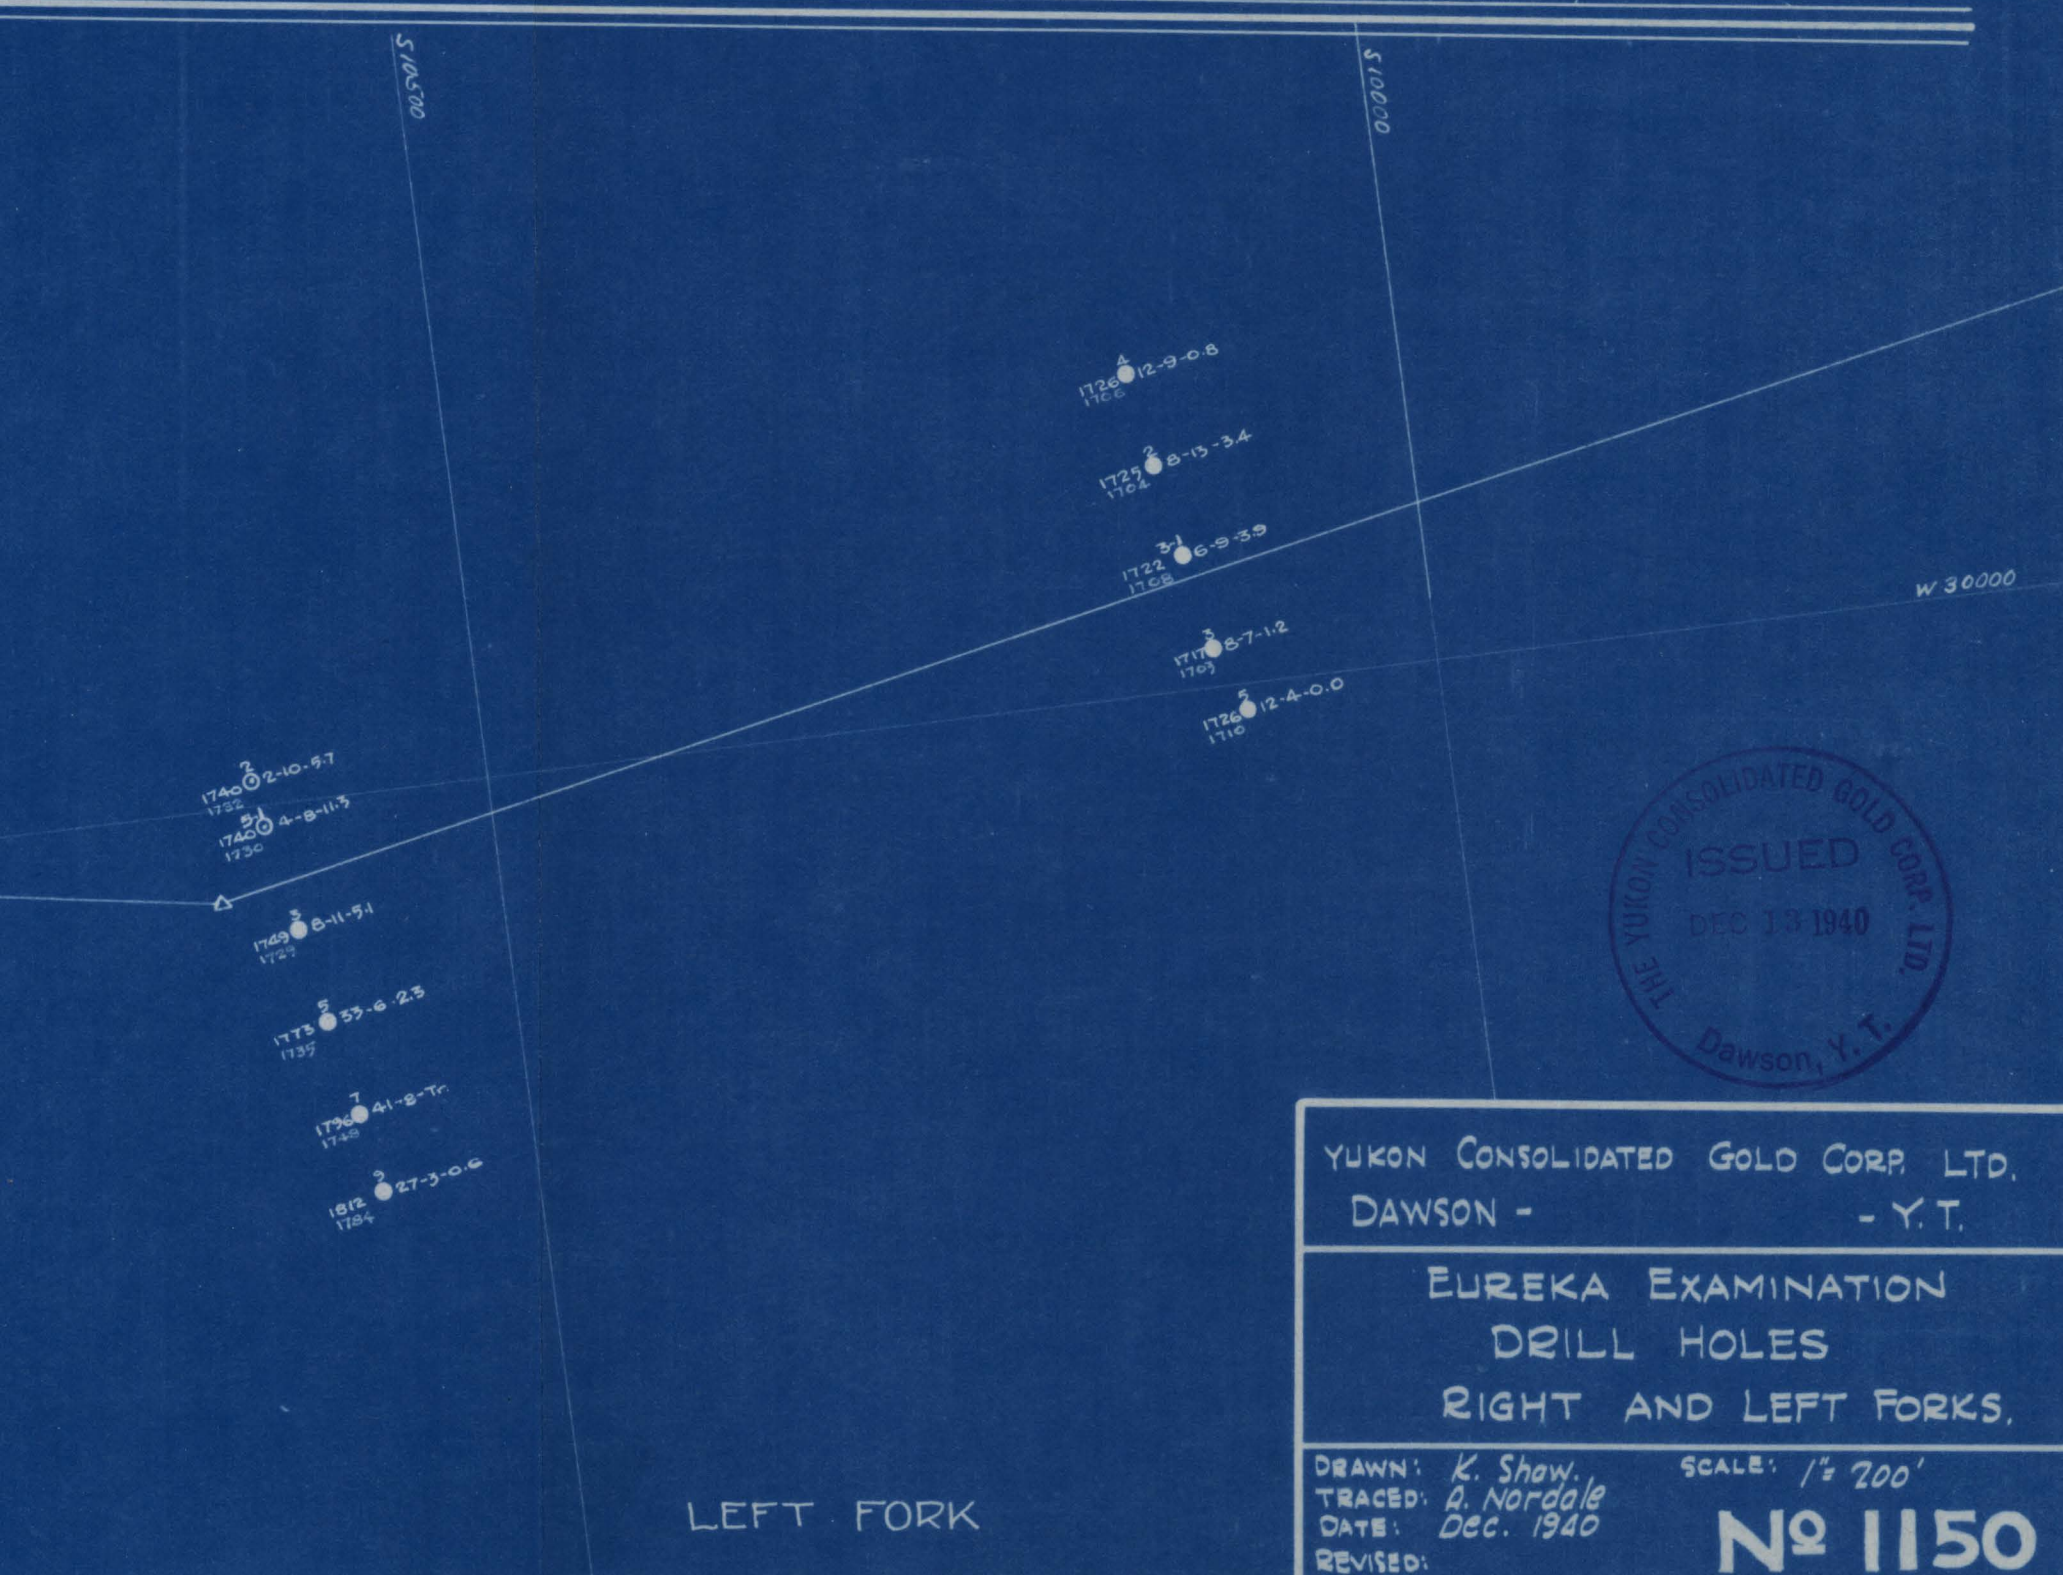 S 10500
S 10000
4
1726 12-9-0.8
1706
2
1725 8-13-3.4
1704
3-1
1722 6-9-3.9
1708
W 30000
3
1717 8-7-1.2
1703
5
1726 12-4-0.0
1710
2
1740 2-10-5.7
1732
5-1
1740 4-8-11.3
1730
3
1749 8-11-5.1
1729
5
1773 33-6-2.3
1735
7
1796 41-8-Tr.
1748
9
1812 27-3-0.6
1784
THE YUKON CONSOLIDATED GOLD CORP. LTD.
ISSUED
DEC 13 1940
Dawson, Y. T.
YUKON CONSOLIDATED GOLD CORP. LTD.
DAWSON - - Y. T.
EUREKA EXAMINATION
DRILL HOLES
RIGHT AND LEFT FORKS.
DRAWN: K. Shaw. SCALE: 1"= 200'
TRACED: A. Nordale
DATE: Dec. 1940
REVISED:
Nº 1150
LEFT FORK